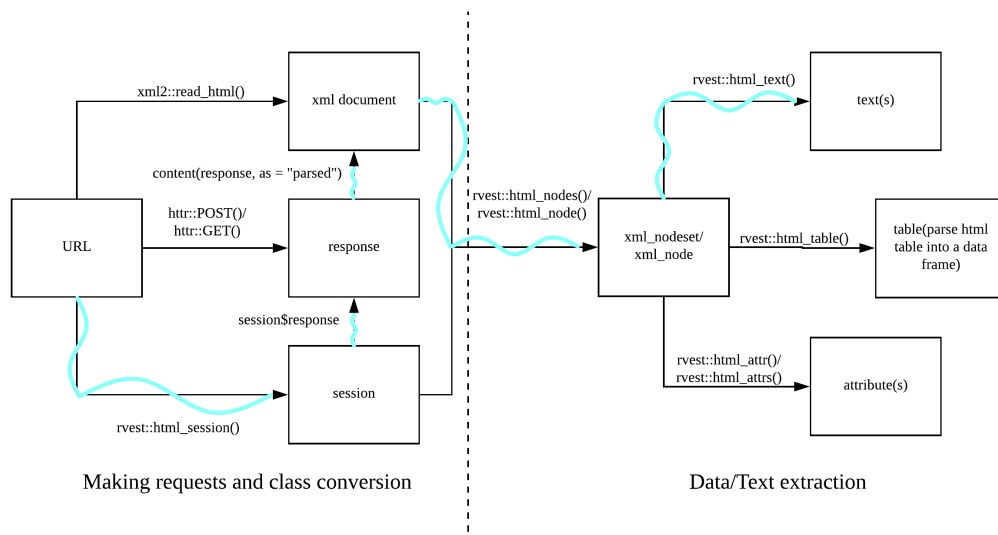 xml2::read_html()
xml document
content(response, as = "parsed")
URL
httr::POST()/
httr::GET()
response
session$response
session
rvest::html_session()
Making requests and class conversion
rvest::html_nodes()/
rvest::html_node()
xml_nodeset/
xml_node
rvest::html_text()
text(s)
rvest::html_table()
table(parse html
table into a data
frame)
rvest::html_attr()/
rvest::html_attrs()
attribute(s)
Data/Text extraction